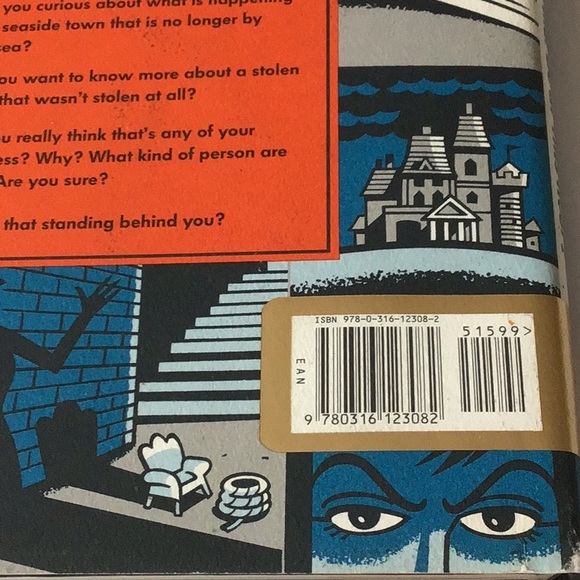 you curious about what is happening
seaside town that is no longer by
sea?
ou want to know more about a stolen
that wasn't stolen at all?
u really think that's any of your
ess? Why? What kind of person are
Are you sure?
that standing behind you?
ISBN 978-0-316-12308-2
51599>
EAN
9 780316 123082